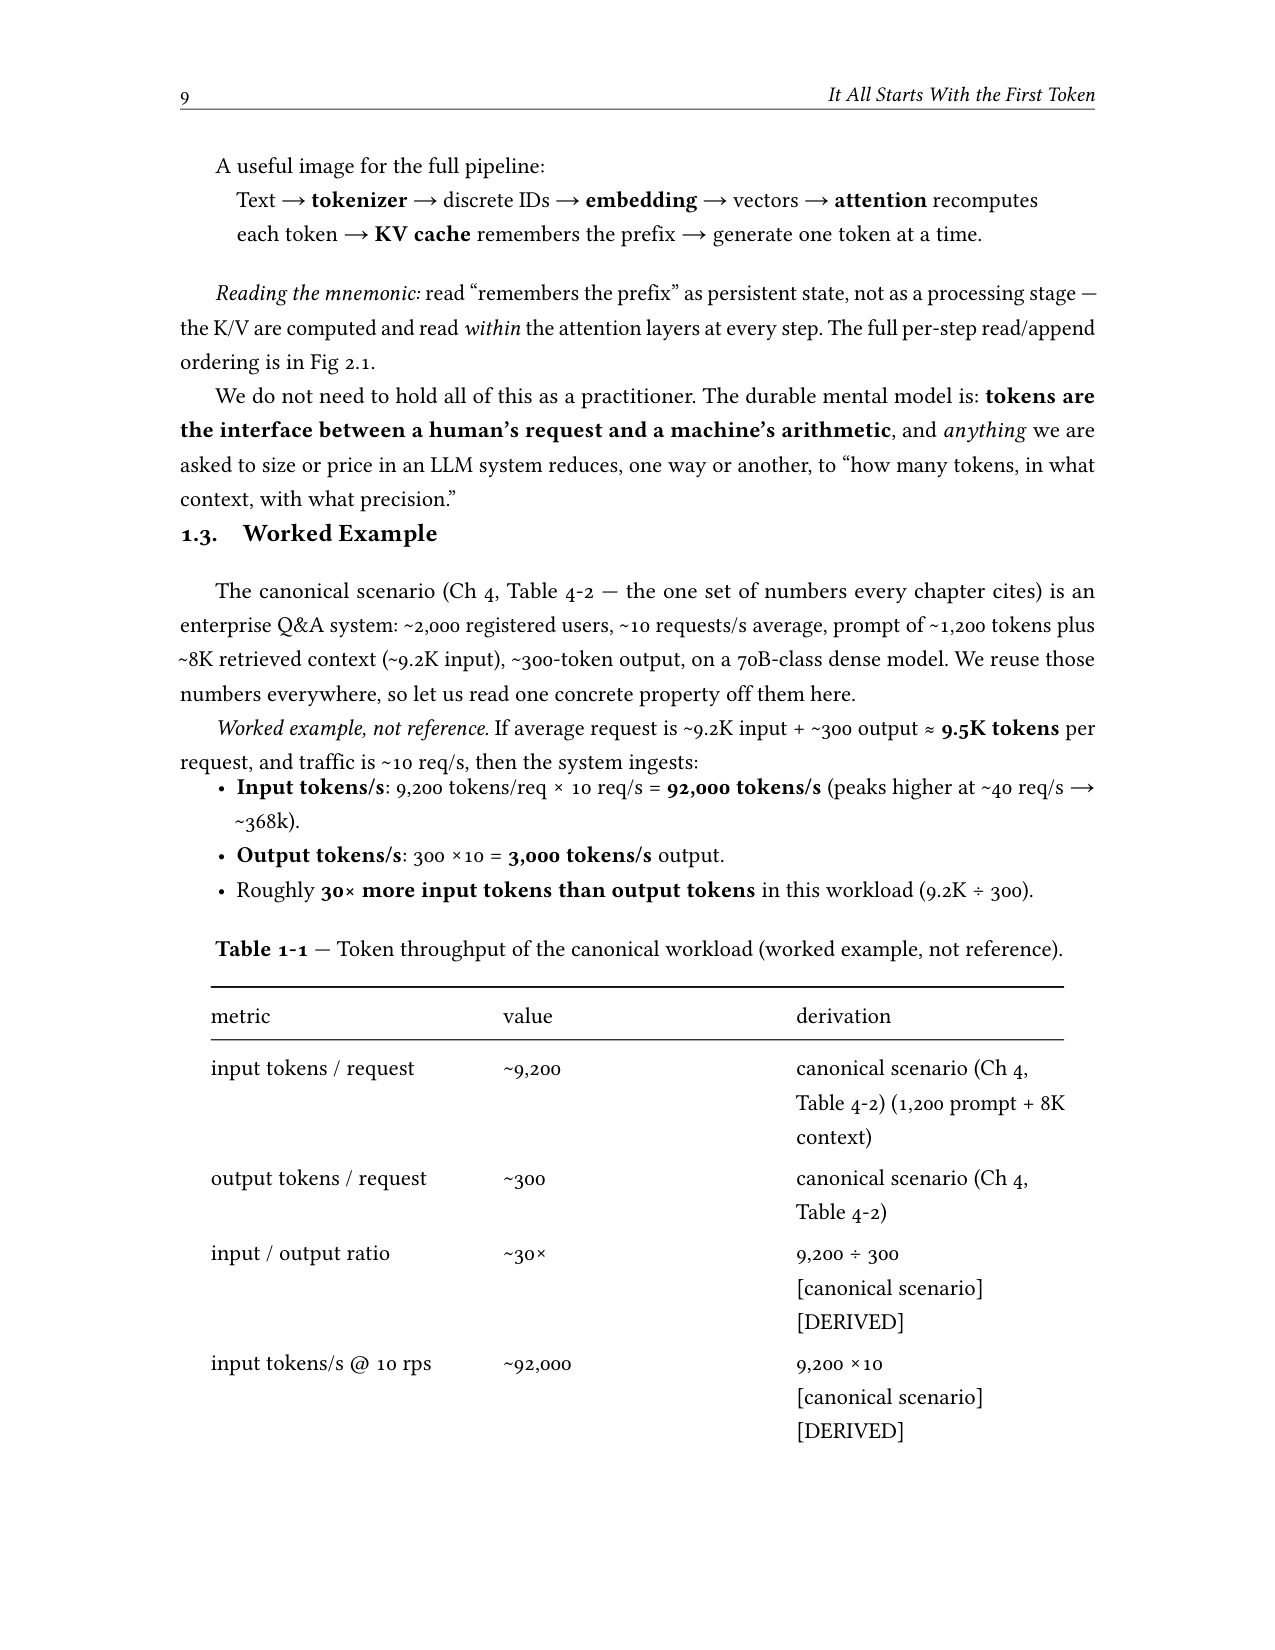 9 It All Starts With the First Token
A useful image for the full pipeline:
Text → tokenizer → discrete IDs → embedding → vectors → attention recomputes
each token → KV cache remembers the prefix → generate one token at a time.
Reading the mnemonic: read “remembers the prefix” as persistent state, not as a processing stage —
the K/V are computed and read within the attention layers at every step. The full per-step read/append
ordering is in Fig 2.1.
We do not need to hold all of this as a practitioner. The durable mental model is: tokens are
the interface between a human’s request and a machine’s arithmetic, and anything we are
asked to size or price in an LLM system reduces, one way or another, to “how many tokens, in what
context, with what precision.”
1.3. Worked Example
The canonical scenario (Ch 4, Table 4-2 — the one set of numbers every chapter cites) is an
enterprise Q&A system: ~2,000 registered users, ~10 requests/s average, prompt of ~1,200 tokens plus
~8K retrieved context (~9.2K input), ~300-token output, on a 70B-class dense model. We reuse those
numbers everywhere, so let us read one concrete property off them here.
Worked example, not reference. If average request is ~9.2K input + ~300 output ≈ 9.5K tokens per
request, and traffic is ~10 req/s, then the system ingests:
• Input tokens/s: 9,200 tokens/req × 10 req/s = 92,000 tokens/s (peaks higher at ~40 req/s →
~368k).
• Output tokens/s: 300 ×10 = 3,000 tokens/s output.
• Roughly 30× more input tokens than output tokens in this workload (9.2K ÷ 300).
Table 1-1 — Token throughput of the canonical workload (worked example, not reference).
metric value derivation
input tokens / request ~9,200 canonical scenario (Ch 4,
Table 4-2) (1,200 prompt + 8K
context)
output tokens / request ~300 canonical scenario (Ch 4,
Table 4-2)
input / output ratio ~30× 9,200 ÷ 300
[canonical scenario]
[DERIVED]
input tokens/s @ 10 rps ~92,000 9,200 ×10
[canonical scenario]
[DERIVED]